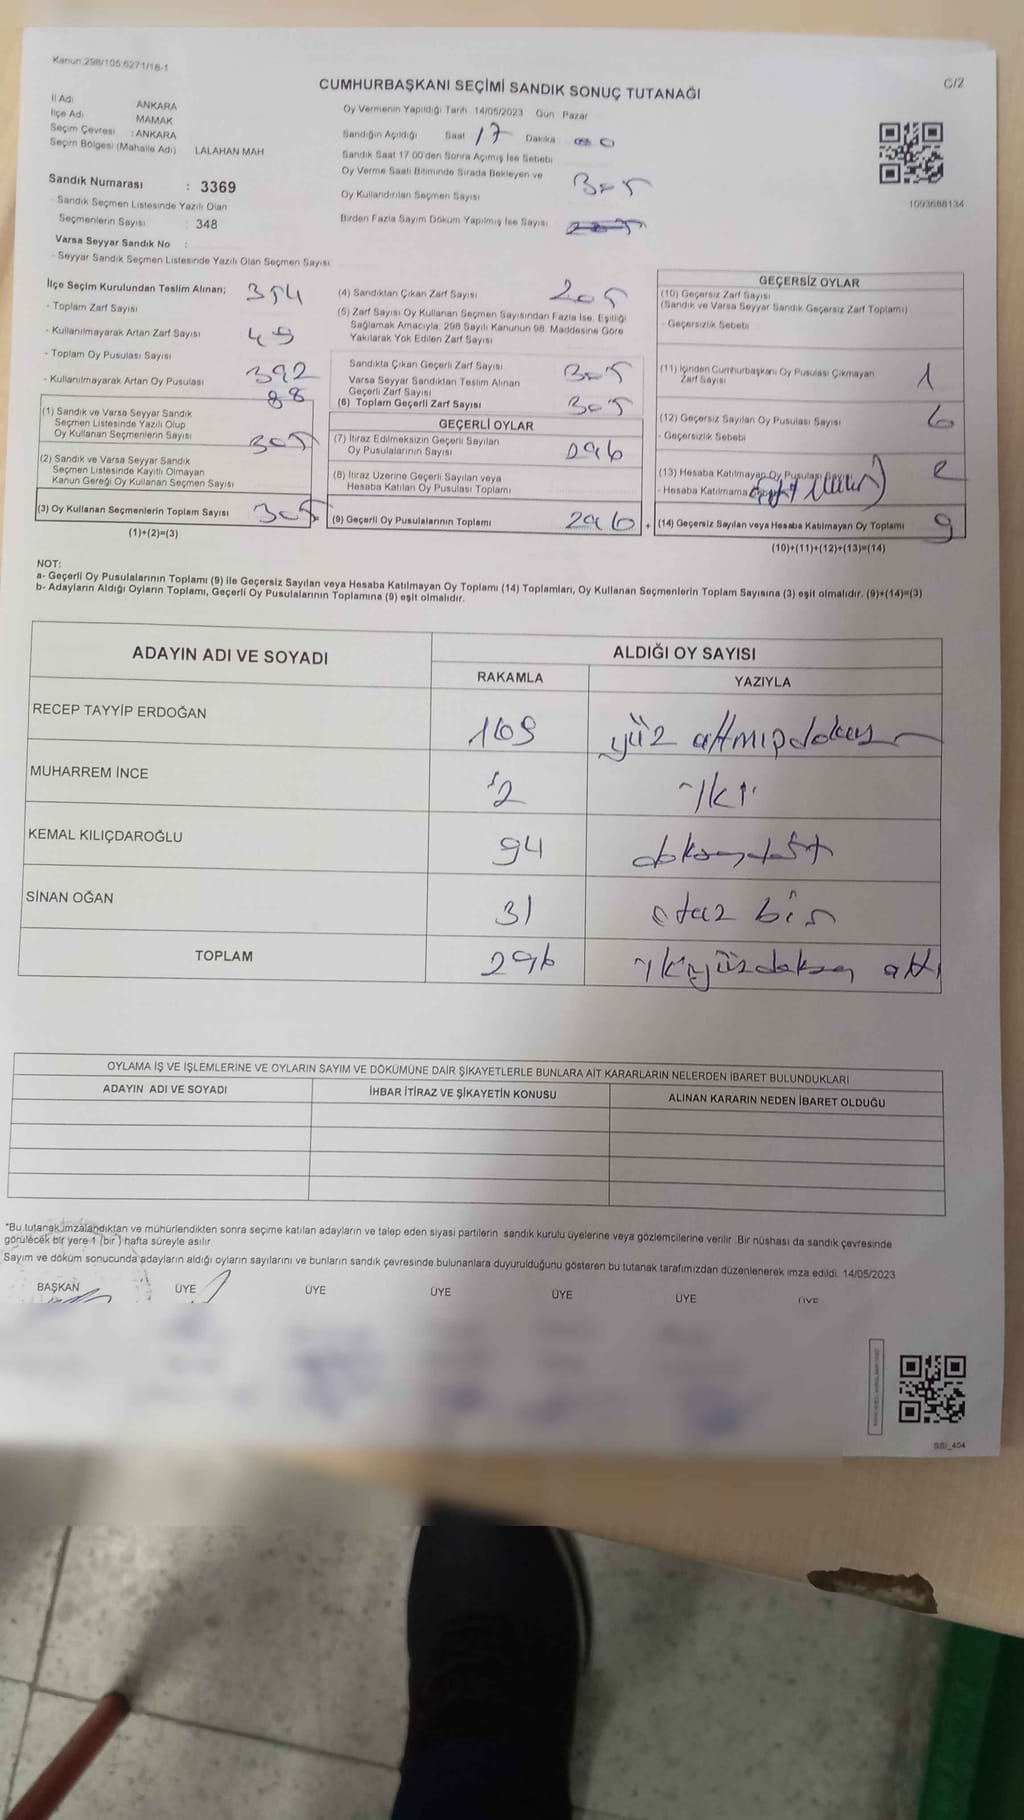 Kanun:298/105.6271/16-1
CUMHURBAŞKANI SEÇİMİ SANDIK SONUÇ TUTANAĞI
C/2
İl Adı ANKARA
İlçe Adı MAMAK
Seçim Çevresi : ANKARA
Seçim Bölgesi (Mahalle Adı) LALAHAN MAH
Sandık Numarası : 3369
- Sandık Seçmen Listesinde Yazılı Olan
Seçmenlerin Sayısı : 348
Varsa Seyyar Sandık No :
- Seyyar Sandık Seçmen Listesinde Yazılı Olan Seçmen Sayısı
Oy Vermenin Yapıldığı Tarih 14/05/2023 Gün Pazar
Sandığın Açıldığı Saat 17 Dakika
Sandık Saat 17 00'den Sonra Açımış İse Sebebi
Oy Verme Saati Bitiminde Sırada Bekleyen ve
Oy Kullandırılan Seçmen Sayısı 305
Birden Fazla Sayım Döküm Yapılmış İse Sayısı
1093688134
İlçe Seçim Kurulundan Teslim Alınan;
- Toplam Zarf Sayısı 354
- Kullanılmayarak Artan Zarf Sayısı 49
- Toplam Oy Pusulası Sayısı 392
- Kullanılmayarak Artan Oy Pusulası 88
(1) Sandık ve Varsa Seyyar Sandık
Seçmen Listesinde Yazılı Olup
Oy Kullanan Seçmenlerin Sayısı 305
(2) Sandık ve Varsa Seyyar Sandık
Seçmen Listesinde Kayıtlı Olmayan
Kanun Gereği Oy Kullanan Seçmen Sayısı
(3) Oy Kullanan Seçmenlerin Toplam Sayısı 305
(1)+(2)=(3)
(4) Sandıktan Çıkan Zarf Sayısı 205
(5) Zarf Sayısı Oy Kullanan Seçmen Sayısından Fazla İse, Eşitliği
Sağlamak Amacıyla, 298 Sayılı Kanunun 98. Maddesine Göre
Yakılarak Yok Edilen Zarf Sayısı
Sandıkta Çıkan Geçerli Zarf Sayısı 305
Varsa Seyyar Sandıktan Teslim Alınan
Geçerli Zarf Sayısı
(6) Toplam Geçerli Zarf Sayısı 305
GEÇERLİ OYLAR
(7) İtiraz Edilmeksizin Geçerli Sayılan
Oy Pusulalarının Sayısı 296
(8) İtiraz Üzerine Geçerli Sayılan veya
Hesaba Katılan Oy Pusulası Toplamı
(9) Geçerli Oy Pusulalarının Toplamı 296 +
GEÇERSİZ OYLAR
(10) Geçersiz Zarf Sayısı
(Sandık ve Varsa Seyyar Sandık Geçersiz Zarf Toplamı)
- Geçersizlik Sebebi
(11) İçinden Cumhurbaşkanı Oy Pusulası Çıkmayan
Zarf Sayısı 1
(12) Geçersiz Sayılan Oy Pusulası Sayısı 6
- Geçersizlik Sebebi
(13) Hesaba Katılmayan Oy Pusulası Sayısı 2
- Hesaba Katılmama
(14) Geçersiz Sayılan veya Hesaba Katılmayan Oy Toplamı 9
(10)+(11)+(12)+(13)=(14)
NOT:
a- Geçerli Oy Pusulalarının Toplamı (9) ile Geçersiz Sayılan veya Hesaba Katılmayan Oy Toplamı (14) Toplamları, Oy Kullanan Seçmenlerin Toplam Sayısına (3) eşit olmalıdır. (9)+(14)=(3)
b- Adayların Aldığı Oyların Toplamı, Geçerli Oy Pusulalarının Toplamına (9) eşit olmalıdır.
ADAYIN ADI VE SOYADI ALDIĞI OY SAYISI
RAKAMLA YAZIYLA
RECEP TAYYİP ERDOĞAN 169 yüz altmışdokuz
MUHARREM İNCE 2 iki
KEMAL KILIÇDAROĞLU 94 doksandört
SİNAN OĞAN 31 otuz bir
TOPLAM 296 ikiyüzdoksan altı
OYLAMA İŞ VE İŞLEMLERİNE VE OYLARIN SAYIM VE DÖKÜMÜNE DAİR ŞİKAYETLERLE BUNLARA AİT KARARLARIN NELERDEN İBARET BULUNDUKLARI
ADAYIN ADI VE SOYADI İHBAR İTİRAZ VE ŞİKAYETİN KONUSU ALINAN KARARIN NEDEN İBARET OLDUĞU
*Bu tutanak imzalandıktan ve mühürlendikten sonra seçime katılan adayların ve talep eden siyasi partilerin sandık kurulu üyelerine veya gözlemcilerine verilir. Bir nüshası da sandık çevresinde
görülecek bir yere 1 (bir ) hafta süreyle asılır.
Sayım ve döküm sonucunda adayların aldığı oyların sayılarını ve bunların sandık çevresinde bulunanlara duyurulduğunu gösteren bu tutanak tarafımızdan düzenlenerek imza edildi. 14/05/2023
BAŞKAN ÜYE ÜYE ÜYE ÜYE ÜYE ÜYE
SSI_404